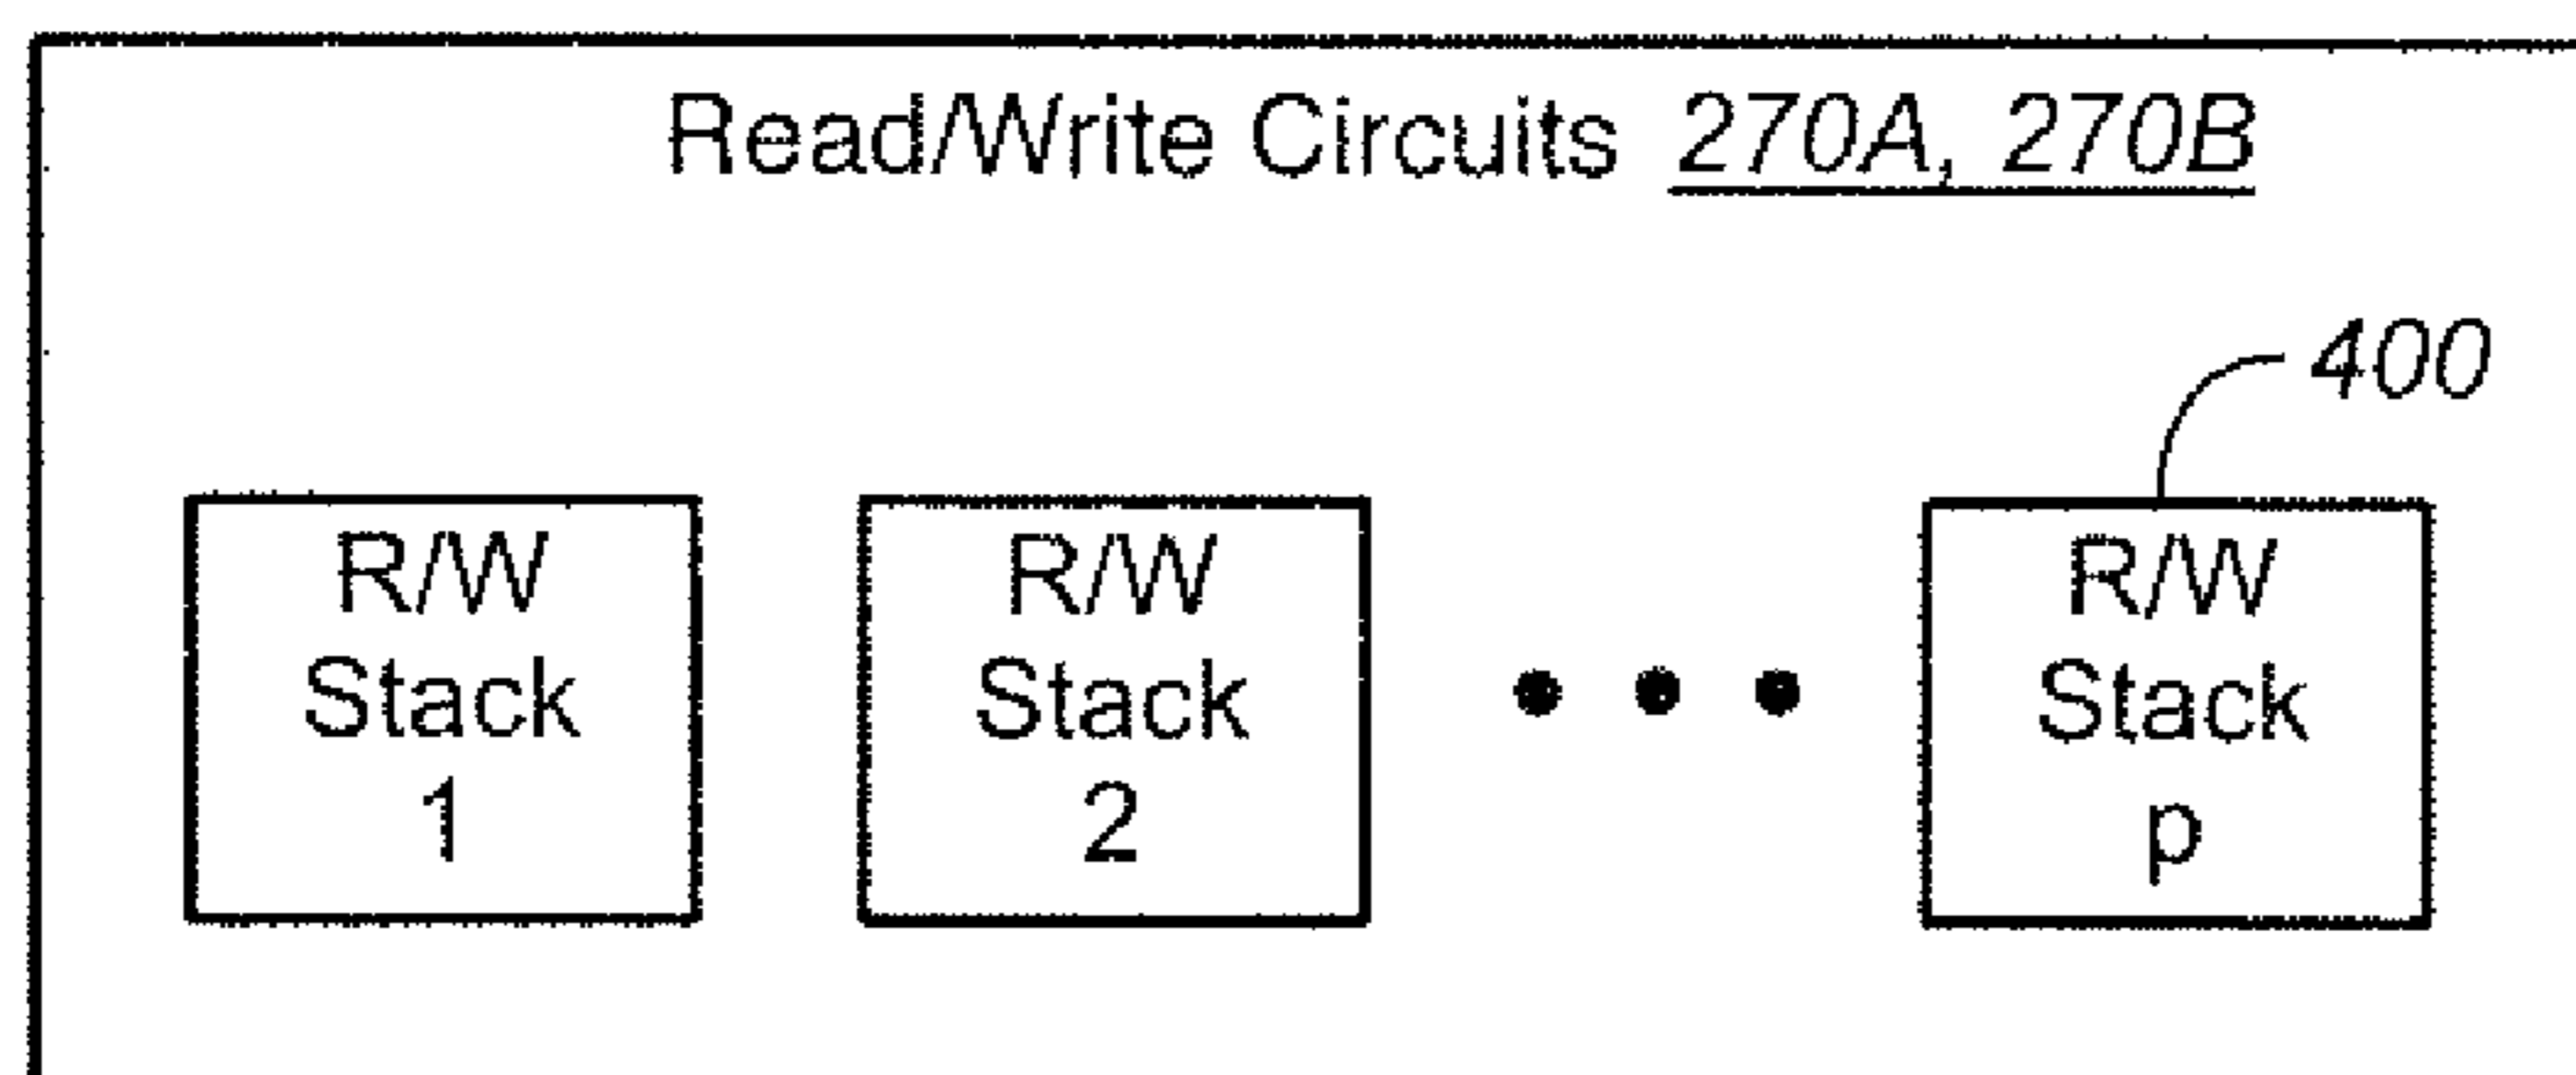 Read/Write Circuits 270A, 270B
400
R/W
Stack
1
R/W
Stack
2
R/W
Stack
p